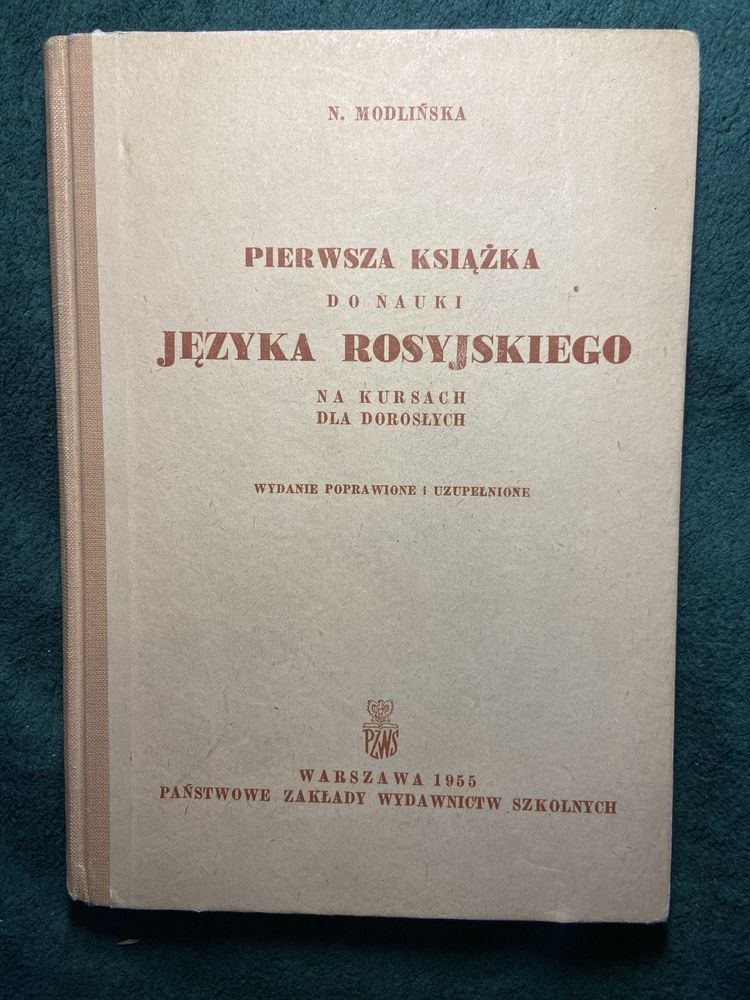 N. MODLIŃSKA
PIERWSZA KSIĄŻKA
DO NAUKI
JĘZYKA ROSYJSKIEGO
NA KURSACH
DLA DOROSŁYCH
WYDANIE POPRAWIONE i UZUPEŁNIONE
PZWS
WARSZAWA 1955
PAŃSTWOWE ZAKŁADY WYDAWNICTW SZKOLNYCH